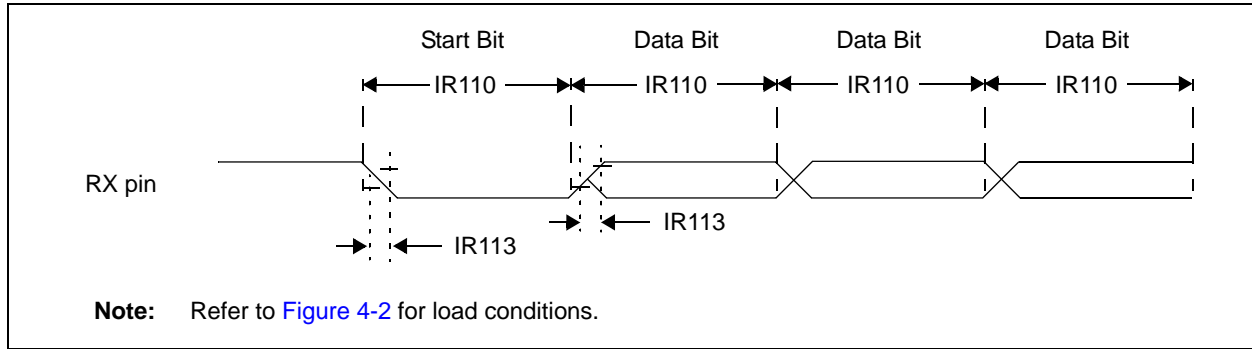 Start Bit Data Bit Data Bit Data Bit
IR110 IR110 IR110 IR110
RX pin
IR113 IR113
Note: Refer to Figure 4-2 for load conditions.